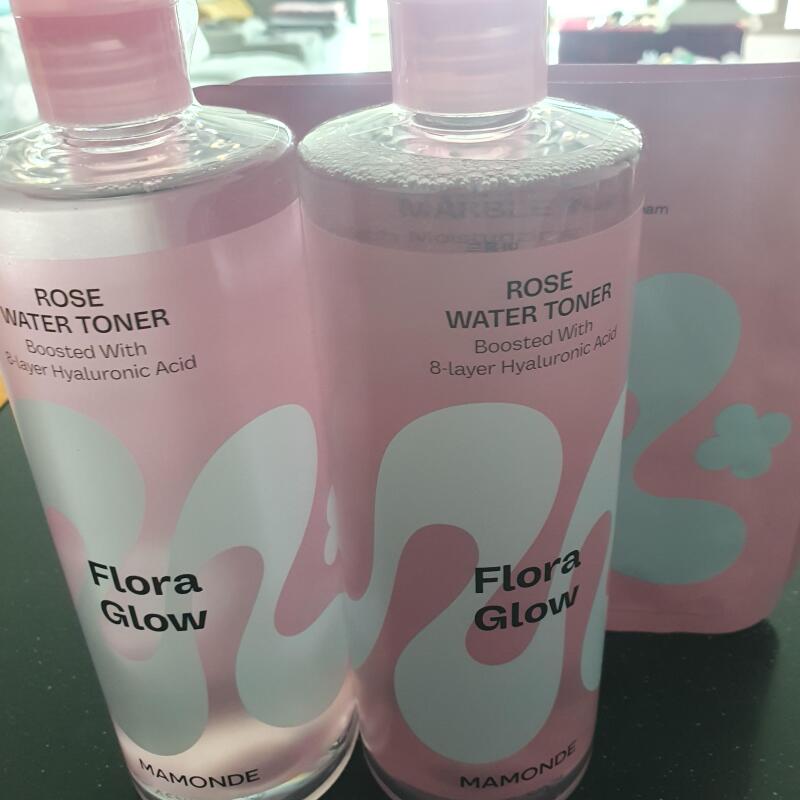 ROSE
WATER TONER
Boosted With
8-layer Hyaluronic Acid
Flora
Glow
MAMONDE
ROSE
WATER TONER
Boosted With
8-layer Hyaluronic Acid
Flora
Glow
MAMONDE
MARBLE